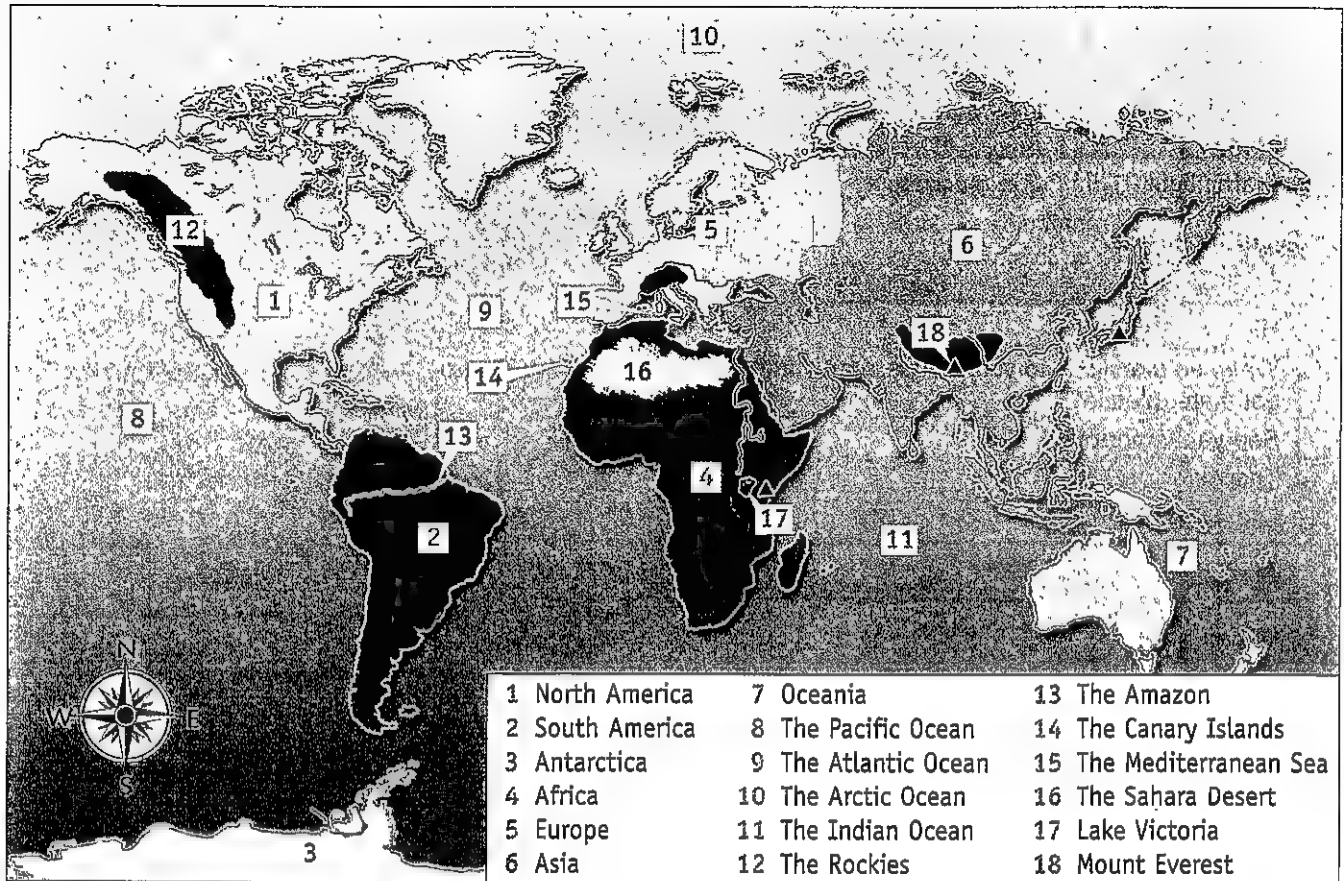 10
12
5
6
1
9
15
18
14
16
8
13
4
17
2
11
7
N
W E
S
3
1 North America
2 South America
3 Antarctica
4 Africa
5 Europe
6 Asia
7 Oceania
8 The Pacific Ocean
9 The Atlantic Ocean
10 The Arctic Ocean
11 The Indian Ocean
12 The Rockies
13 The Amazon
14 The Canary Islands
15 The Mediterranean Sea
16 The Sahara Desert
17 Lake Victoria
18 Mount Everest